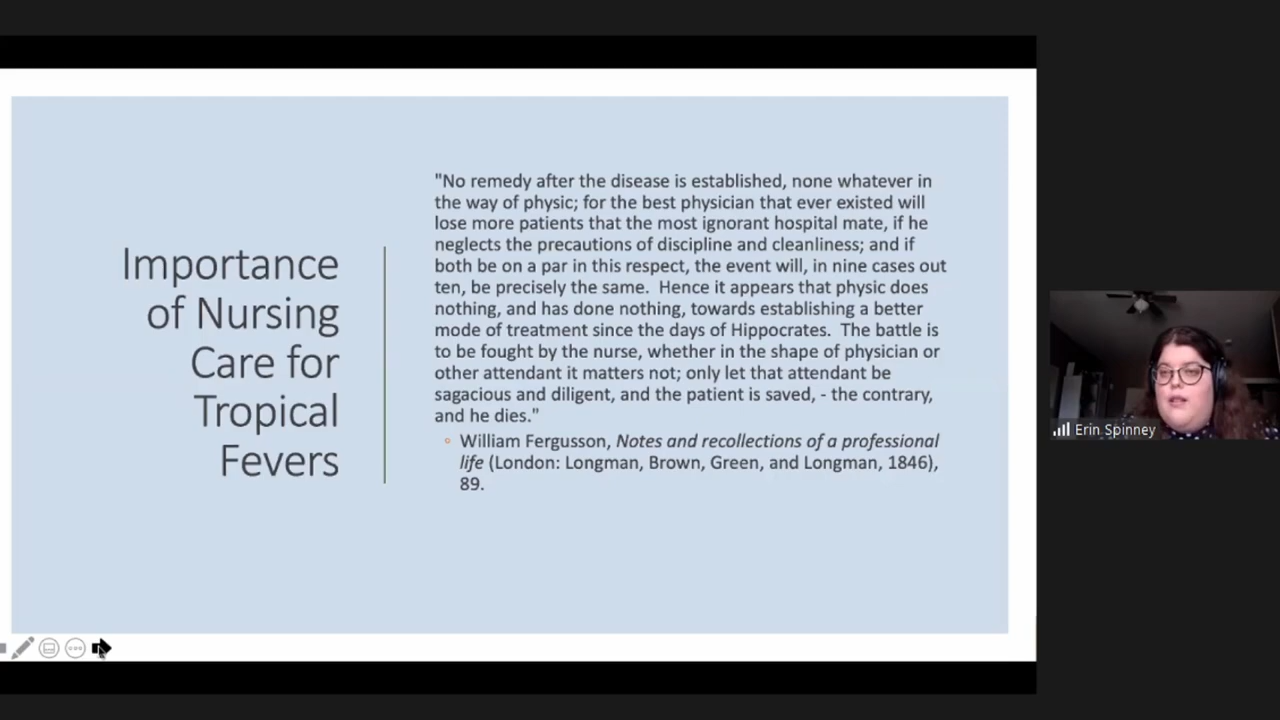 Importance
of Nursing
Care for
Tropical
Fevers
"No remedy after the disease is established, none whatever in
the way of physic; for the best physician that ever existed will
lose more patients that the most ignorant hospital mate, if he
neglects the precautions of discipline and cleanliness; and if
both be on a par in this respect, the event will, in nine cases out
ten, be precisely the same.  Hence it appears that physic does
nothing, and has done nothing, towards establishing a better
mode of treatment since the days of Hippocrates.  The battle is
to be fought by the nurse, whether in the shape of physician or
other attendant it matters not; only let that attendant be
sagacious and diligent, and the patient is saved, - the contrary,
and he dies."
William Fergusson, Notes and recollections of a professional
life (London: Longman, Brown, Green, and Longman, 1846),
89.
Erin Spinney